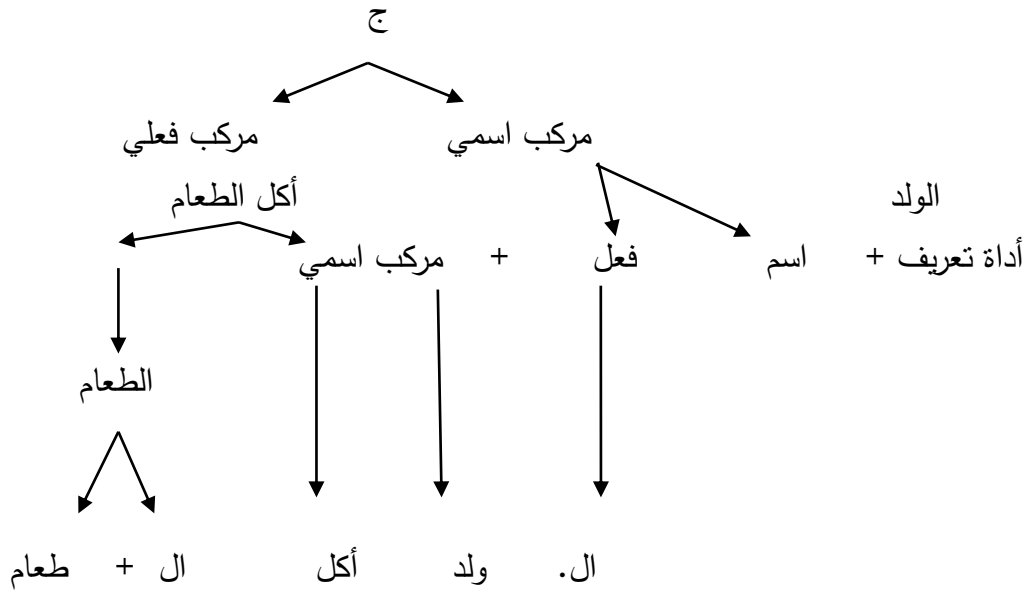 ج
مركب اسمي مركب فعلي
الولد أكل الطعام
أداة تعريف + اسم فعل + مركب اسمي
الطعام
ال. ولد أكل ال + طعام